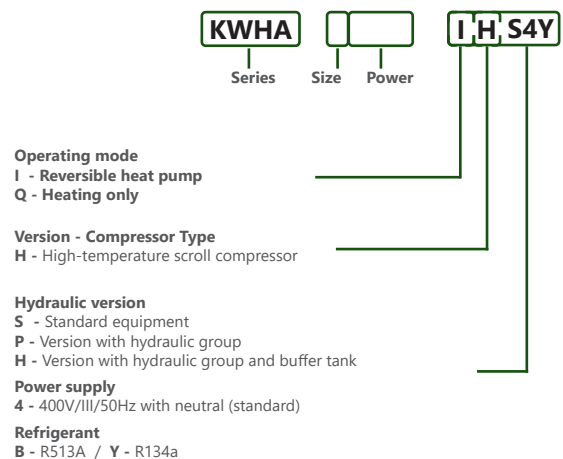 KWHA I H S4Y
Series Size Power
Operating mode
I - Reversible heat pump
Q - Heating only
Version - Compressor Type
H - High-temperature scroll compressor
Hydraulic version
S - Standard equipment
P - Version with hydraulic group
H - Version with hydraulic group and buffer tank
Power supply
4 - 400V/III/50Hz with neutral (standard)
Refrigerant
B - R513A / Y - R134a